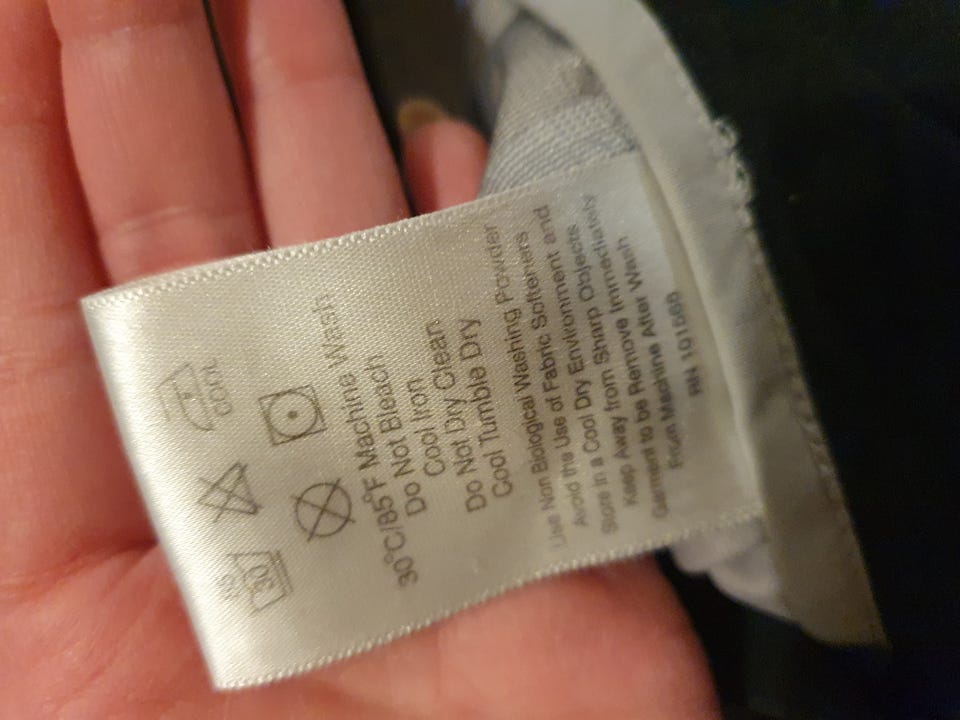 30
COOL
30°C/85°F Machine Wash
Do Not Bleach
Cool Iron
Do Not Dry Clean
Cool Tumble Dry
Use Non Biological Washing Powder
Avoid the Use of Fabric Softeners
Store in a Cool Dry Environment and
Keep Away from Sharp Objects
Garment to be Remove Immediately
From Machine After Wash
RN